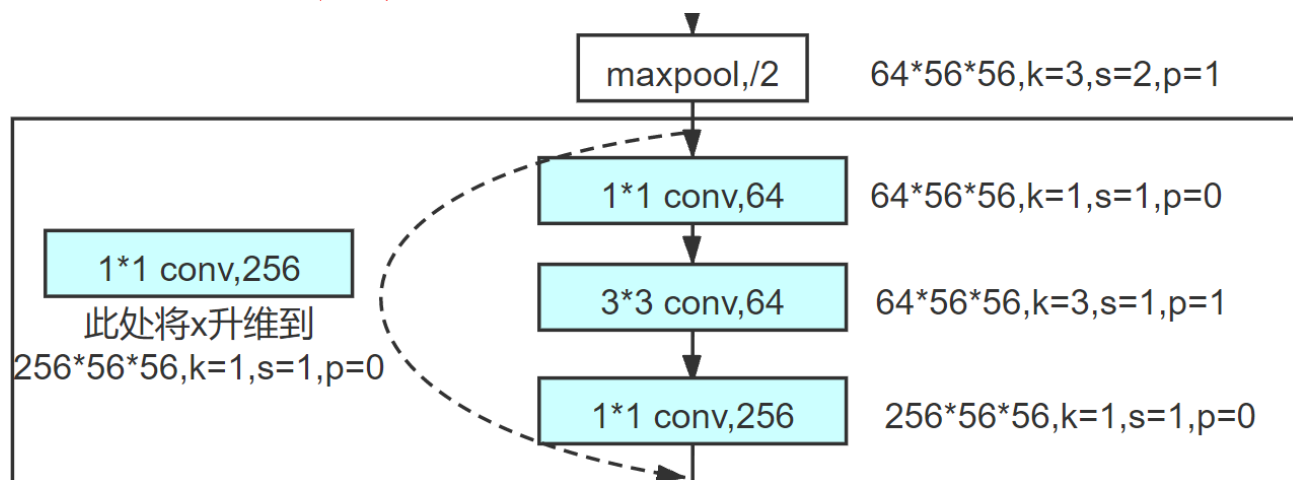 maxpool,/2
64*56*56,k=3,s=2,p=1
1*1 conv,64
64*56*56,k=1,s=1,p=0
1*1 conv,256
此处将x升维到
256*56*56,k=1,s=1,p=0
3*3 conv,64
64*56*56,k=3,s=1,p=1
1*1 conv,256
256*56*56,k=1,s=1,p=0